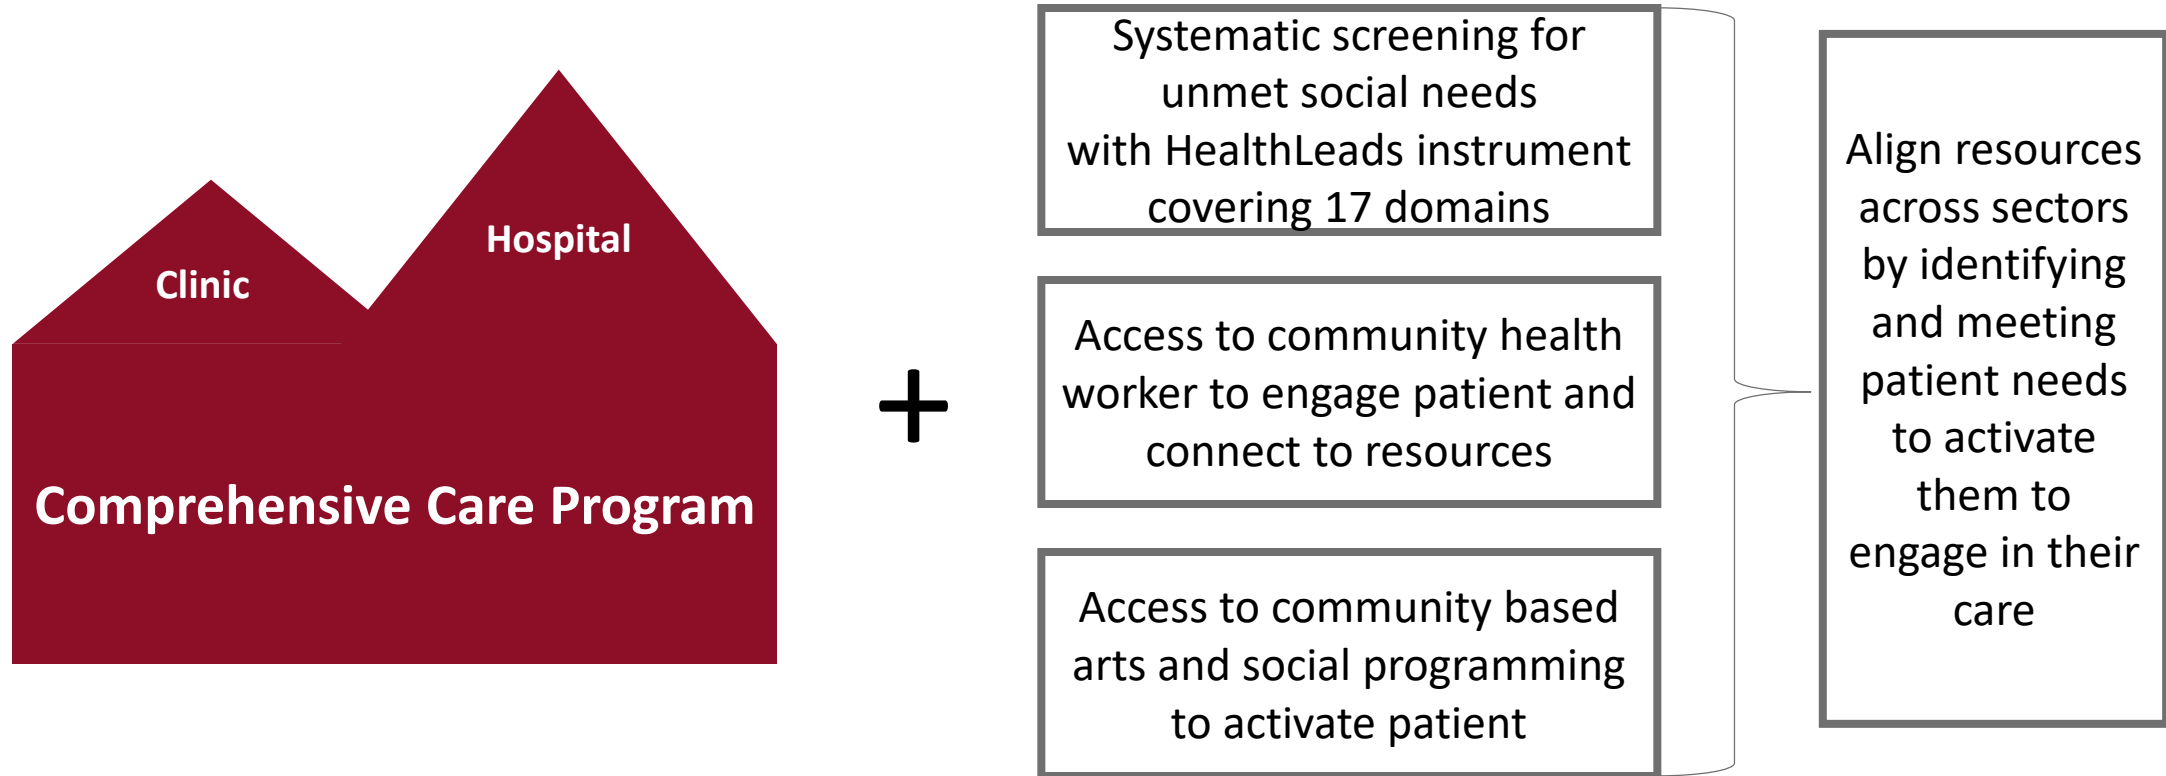 Clinic
Hospital
Comprehensive Care Program
+
Systematic screening for
unmet social needs
with HealthLeads instrument
covering 17 domains
Access to community health
worker to engage patient and
connect to resources
Access to community based
arts and social programming
to activate patient
Align resources
across sectors
by identifying
and meeting
patient needs
to activate
them to
engage in their
care